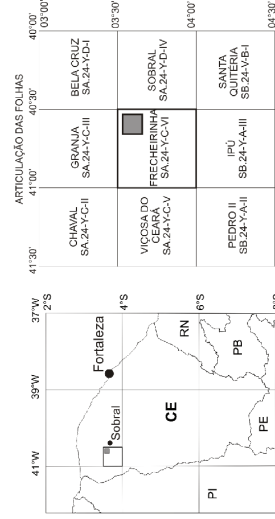 ARTICULAÇÃO DAS FOLHAS
41°30'
41°00'
40°30'
40°00'
03°00'
03°30'
04°00'
04°30'
CHAVAL
SA.24-Y-C-II
GRANJA
SA.24-Y-C-III
BELA CRUZ
SA.24-Y-D-I
VIÇOSA DO
CEARÁ
SA.24-Y-C-V
FRECHEIRINHA
SA.24-Y-C-VI
SOBRAL
SA.24-Y-D-IV
PEDRO II
SB.24-Y-A-II
IPÚ
SB.24-Y-A-III
SANTA
QUITÉRIA
SB.24-V-B-I
41°W
39°W
37°W
2°S
4°S
6°S
8°S
Fortaleza
Sobral
CE
RN
PB
PE
PI